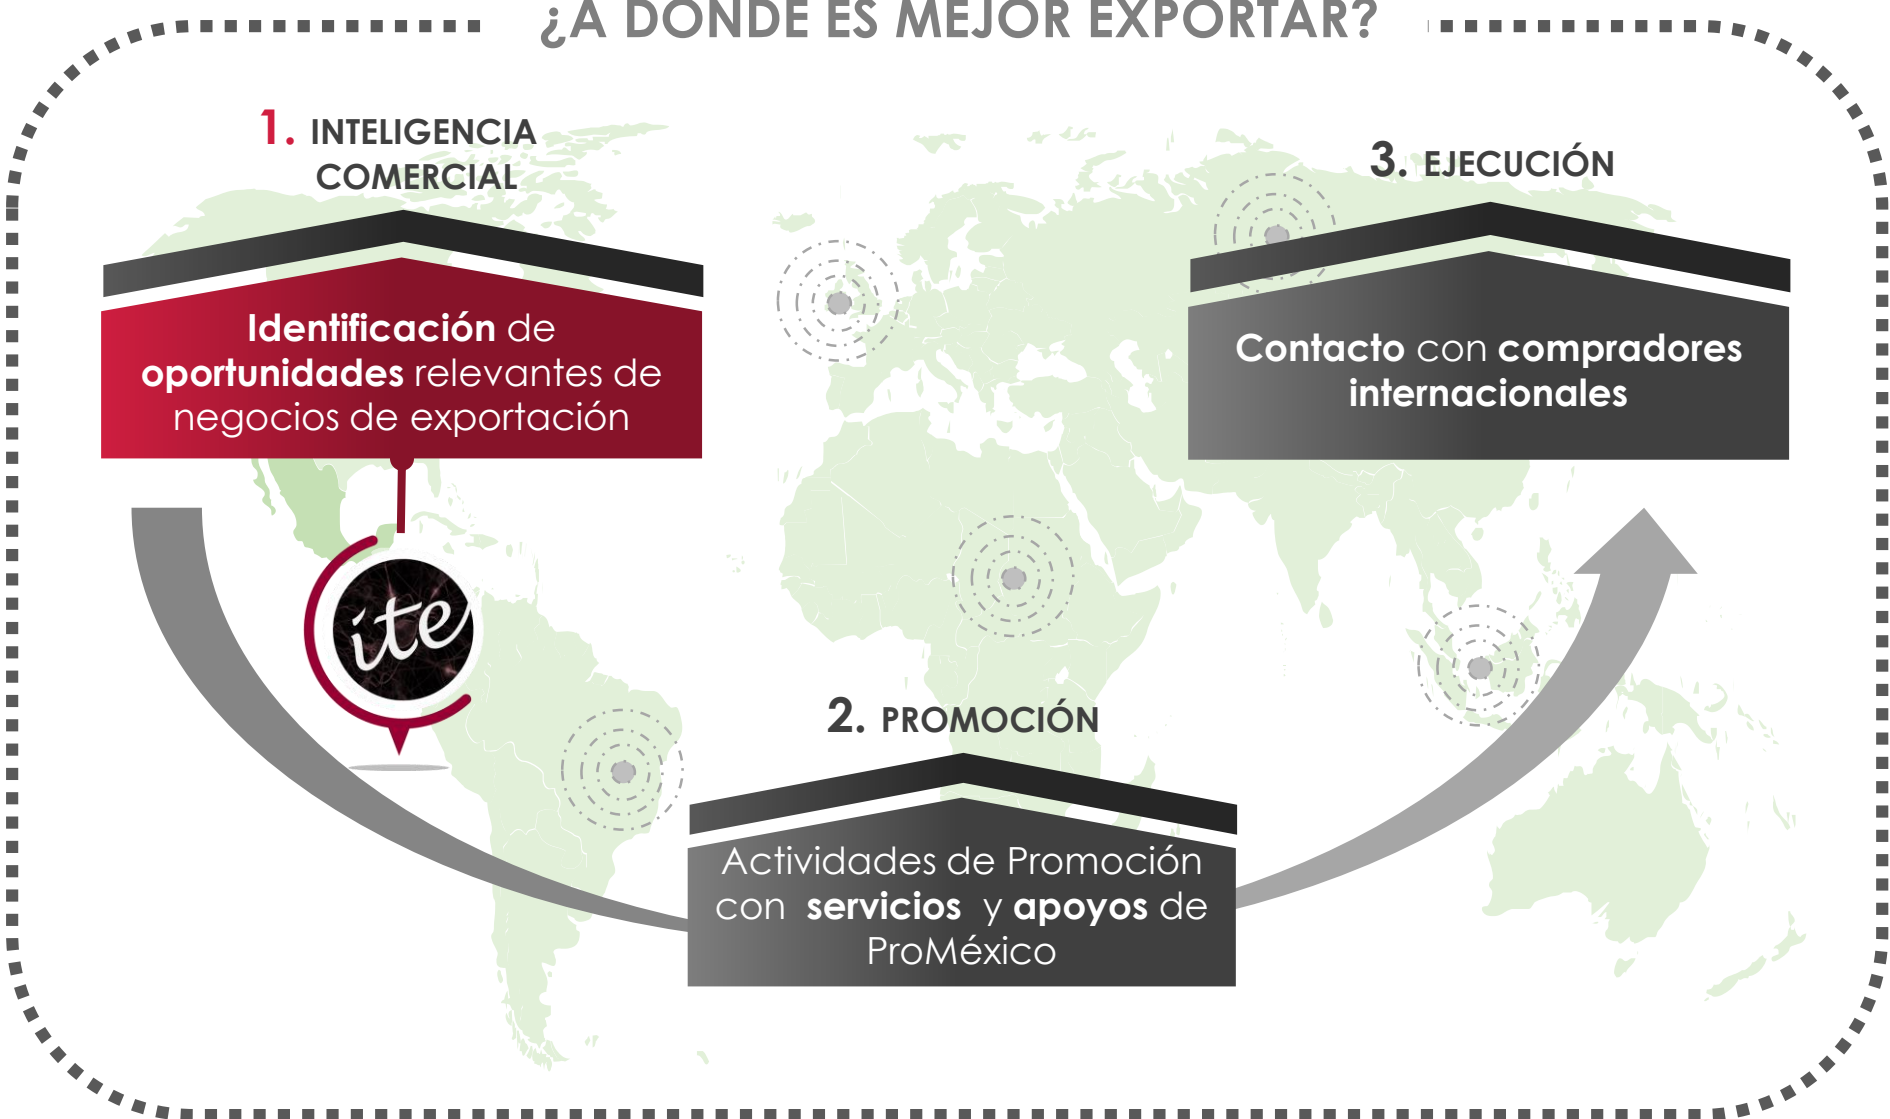 ¿A DÓNDE ES MEJOR EXPORTAR?
1. INTELIGENCIA
COMERCIAL
Identificación de
oportunidades relevantes de
negocios de exportación
ite
2. PROMOCIÓN
Actividades de Promoción
con servicios y apoyos de
ProMéxico
3. EJECUCIÓN
Contacto con compradores
internacionales